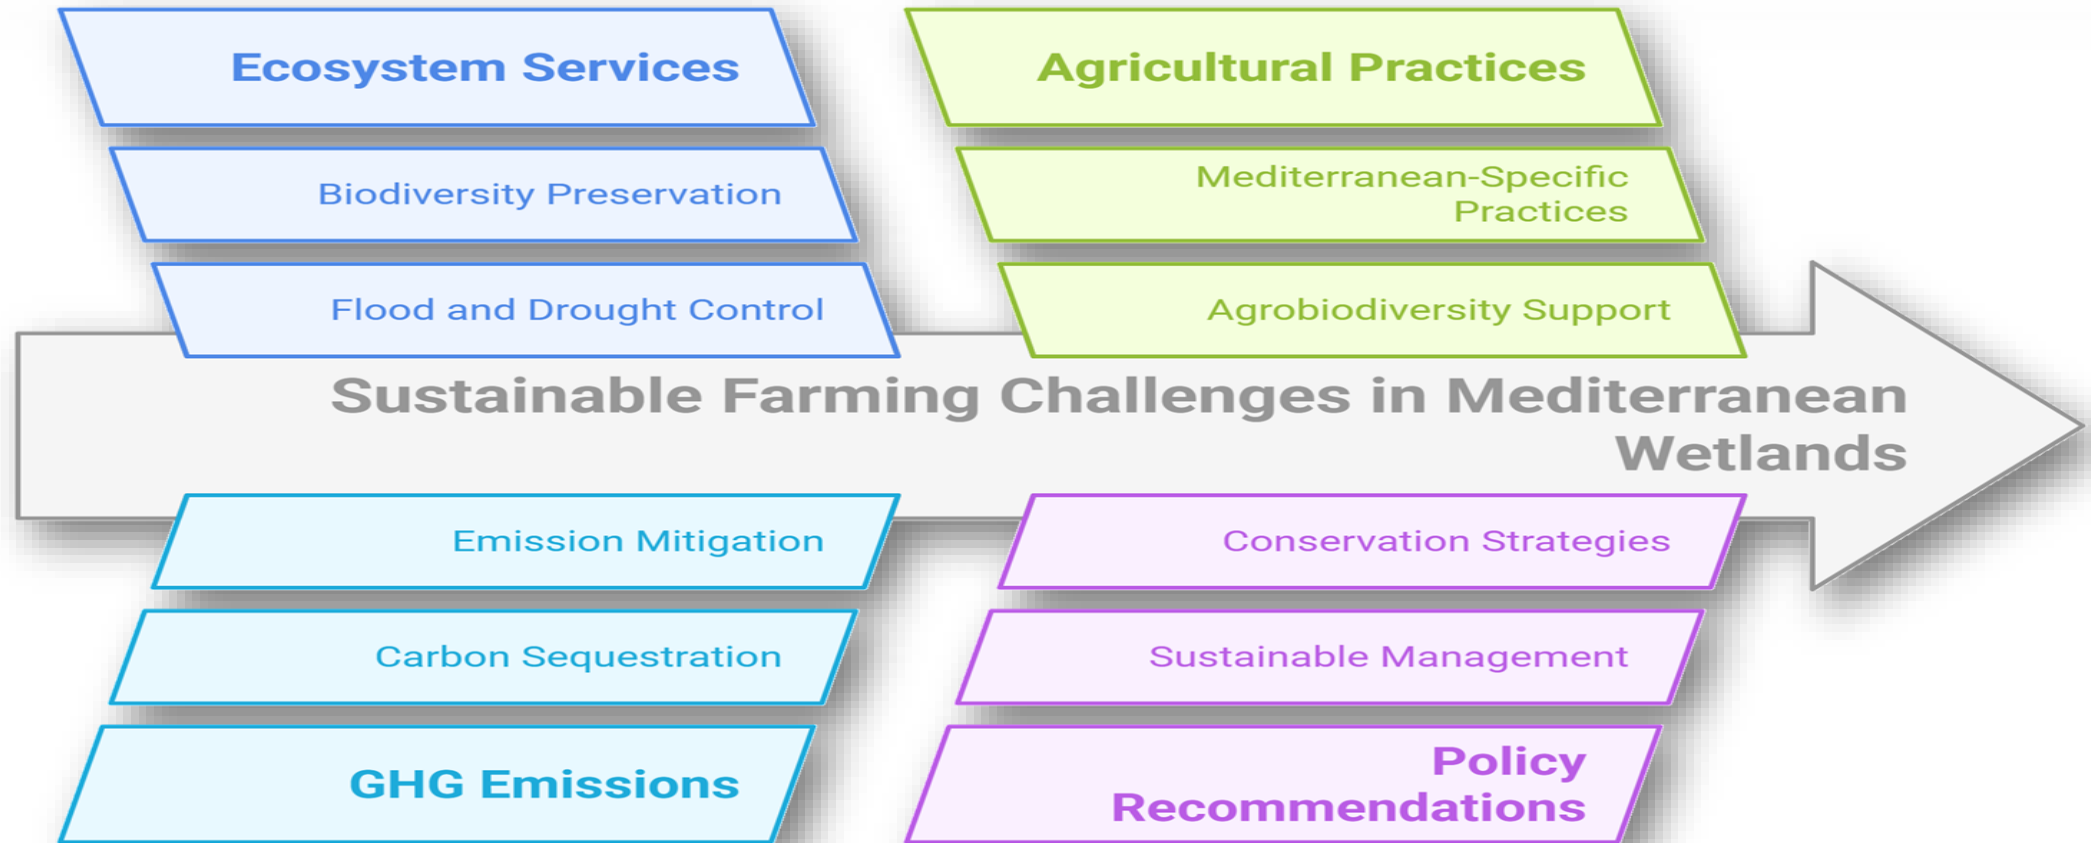 Ecosystem Services
Biodiversity Preservation
Flood and Drought Control
Agricultural Practices
Mediterranean-Specific
Practices
Agrobiodiversity Support
Sustainable Farming Challenges in Mediterranean
Wetlands
Emission Mitigation
Carbon Sequestration
GHG Emissions
Conservation Strategies
Sustainable Management
Policy
Recommendations